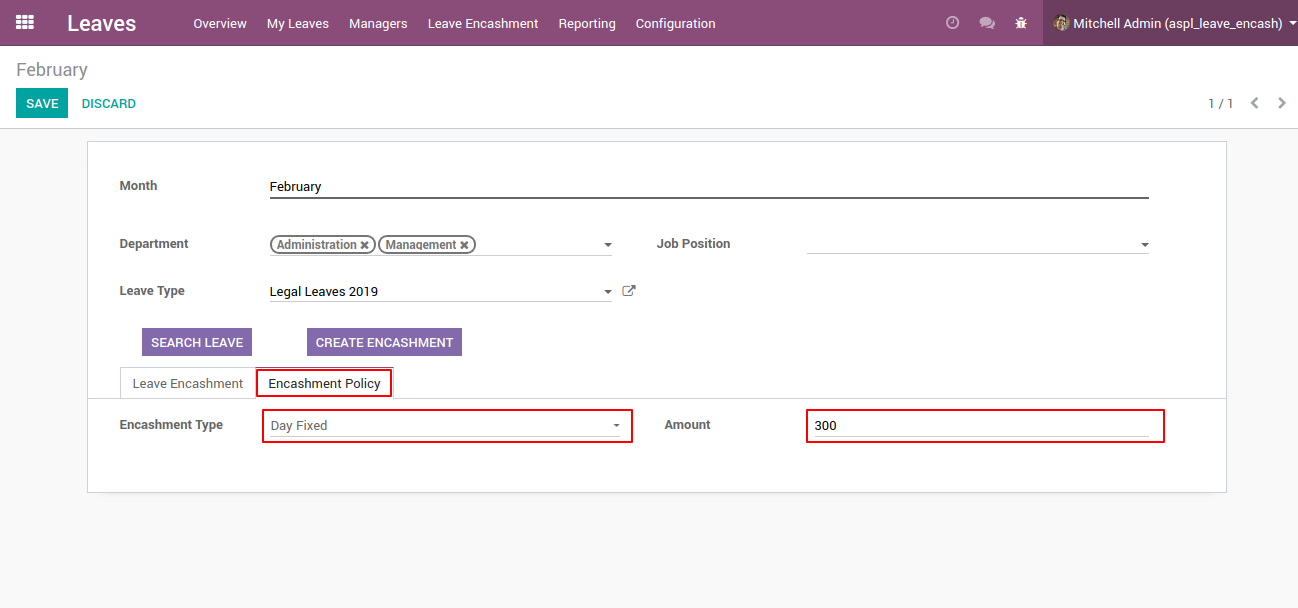 Leaves Overview My Leaves Managers Leave Encashment Reporting Configuration Mitchell Admin (aspl_leave_encash)
February
SAVE DISCARD 1 / 1
Month February
Department Administration Management Job Position
Leave Type Legal Leaves 2019
SEARCH LEAVE CREATE ENCASHMENT
Leave Encashment Encashment Policy
Encashment Type Day Fixed Amount 300